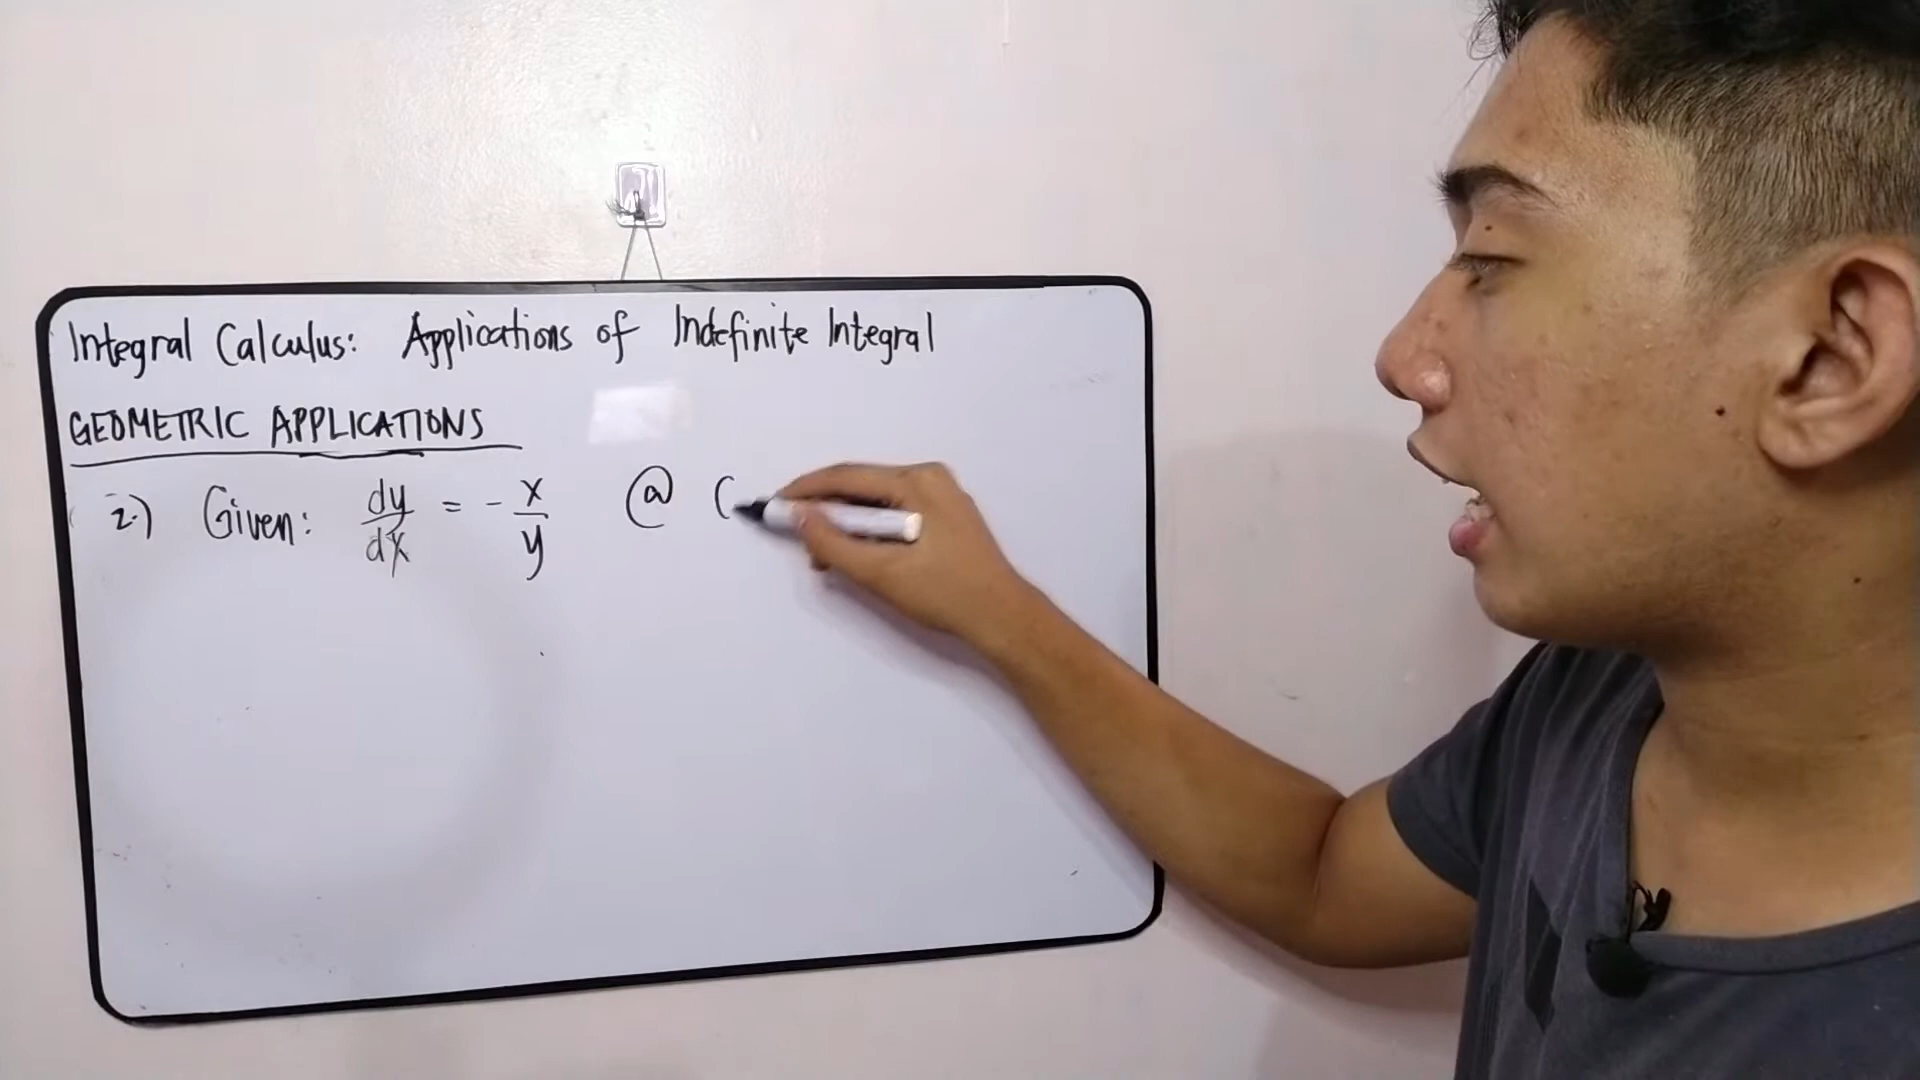 Integral Calculus: Applications of Indefinite Integral
GEOMETRIC APPLICATIONS
2.) Given: dy/dx = - x/y @ (